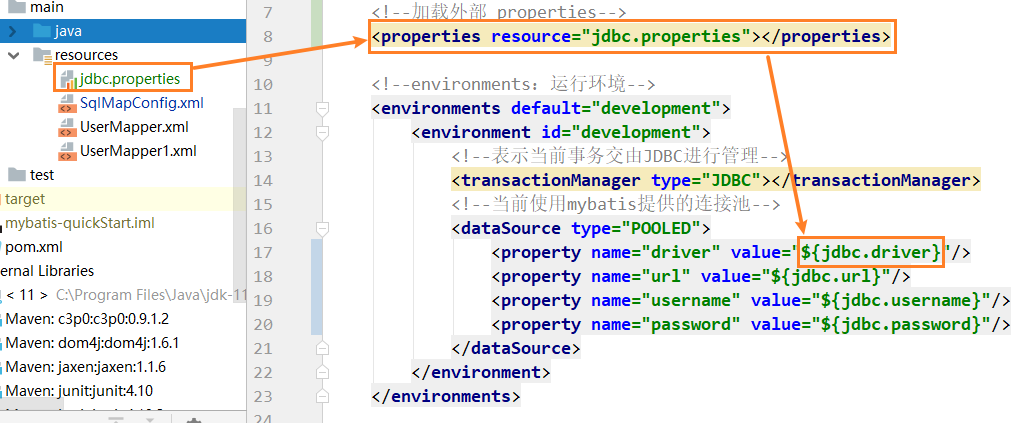 main
java
resources
jdbc.properties
SqlMapConfig.xml
UserMapper.xml
UserMapper1.xml
test
target
mybatis-quickStart.iml
pom.xml
ernal Libraries
< 11 > C:\Program Files\Java\jdk-11
Maven: c3p0:c3p0:0.9.1.2
Maven: dom4j:dom4j:1.6.1
Maven: jaxen:jaxen:1.1.6
Maven: junit:junit:4.10
7 <!--加载外部 properties-->
8 <properties resource="jdbc.properties"></properties>
9
10 <!--environments：运行环境-->
11 <environments default="development">
12 <environment id="development">
13 <!--表示当前事务交由JDBC进行管理-->
14 <transactionManager type="JDBC"></transactionManager>
15 <!--当前使用mybatis提供的连接池-->
16 <dataSource type="POOLED">
17 <property name="driver" value="${jdbc.driver}"/>
18 <property name="url" value="${jdbc.url}"/>
19 <property name="username" value="${jdbc.username}"/>
20 <property name="password" value="${jdbc.password}"/>
21 </dataSource>
22 </environment>
23 </environments>
24